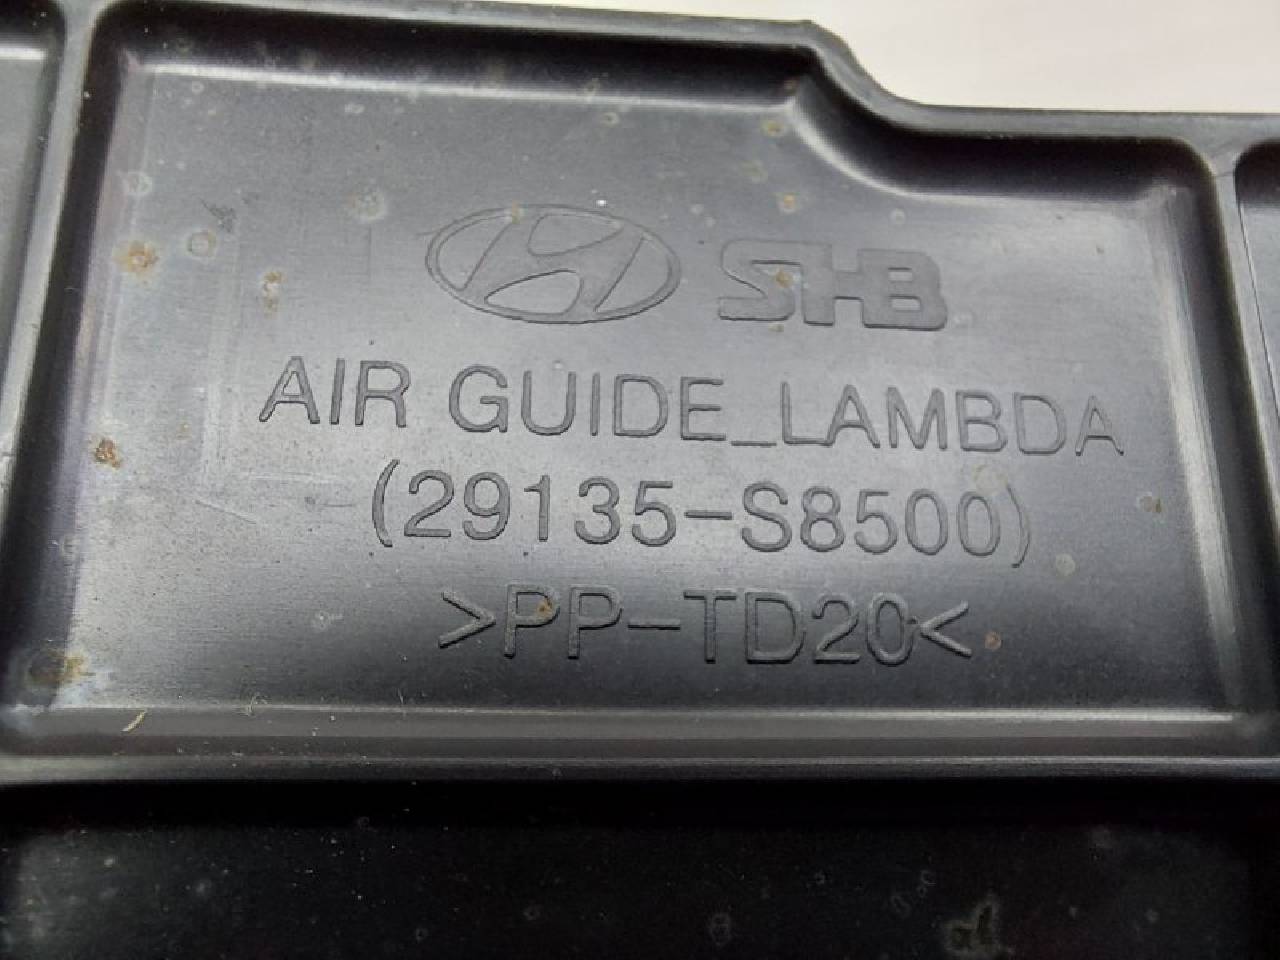 SHB
AIR GUIDE_LAMBDA
(29135-S8500)
>PP-TD20<